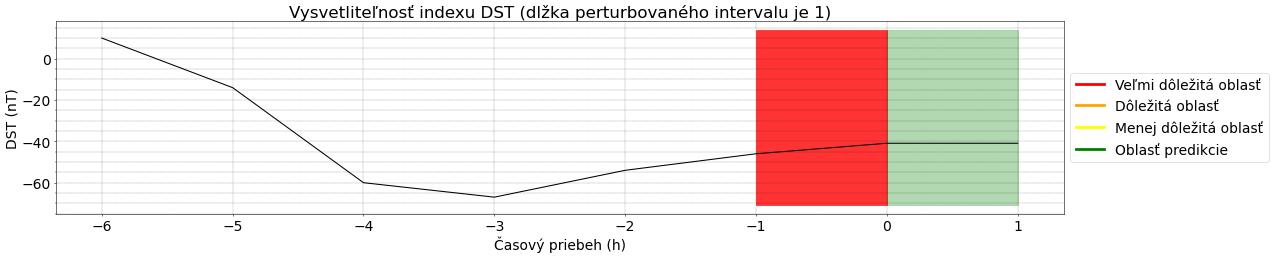 Vysvetliteľnosť indexu DST (dĺžka perturbovaného intervalu je 1)
DST (nT)
0
−20
−40
−60
−6 −5 −4 −3 −2 −1 0 1
Časový priebeh (h)
Veľmi dôležitá oblasť
Dôležitá oblasť
Menej dôležitá oblasť
Oblasť predikcie